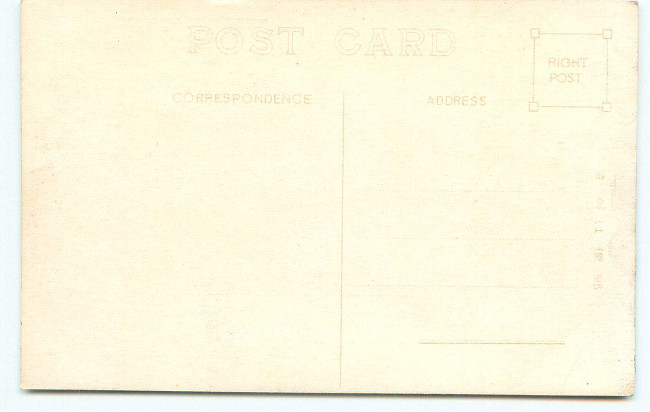 POST CARD
CORRESPONDENCE
ADDRESS
RIGHT
POST